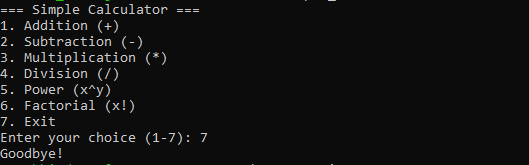 === Simple Calculator ===
1. Addition (+)
2. Subtraction (-)
3. Multiplication (*)
4. Division (/)
5. Power (x^y)
6. Factorial (x!)
7. Exit
Enter your choice (1-7): 7
Goodbye!